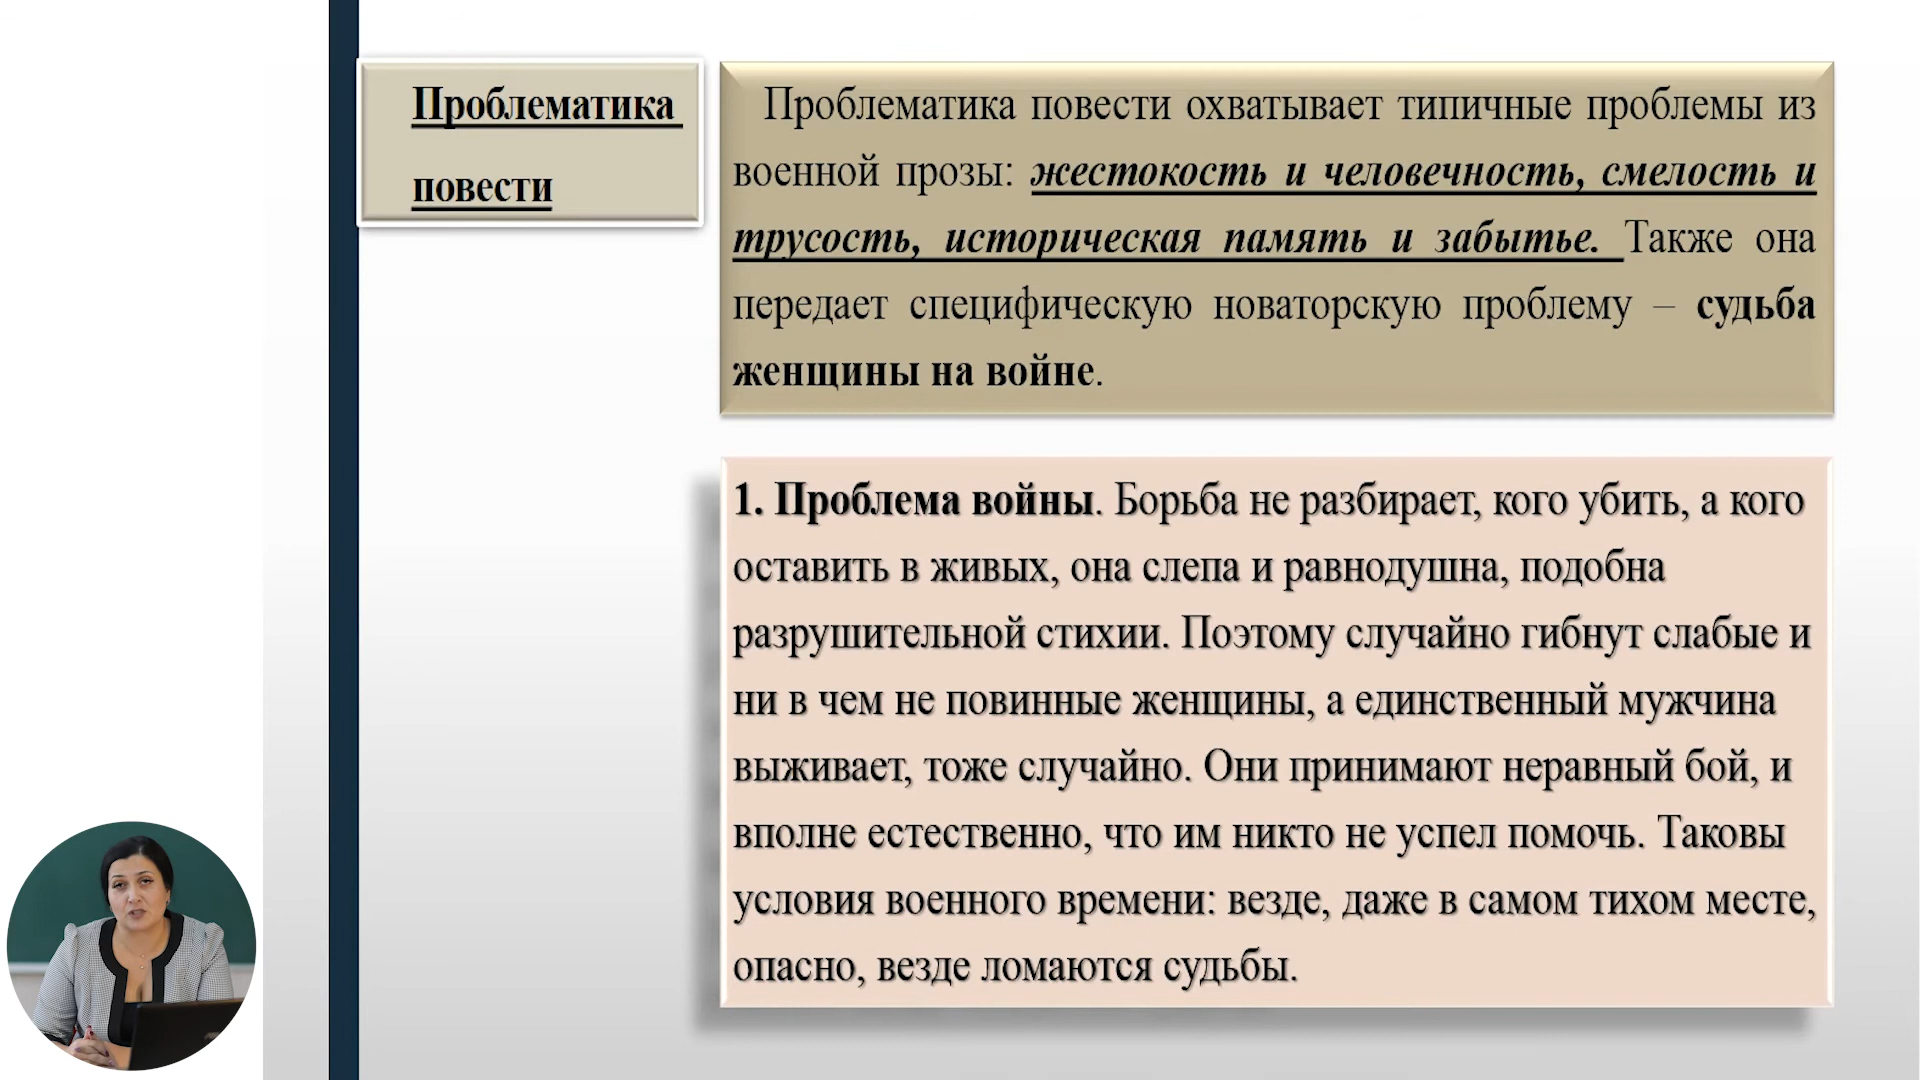 Проблематика
повести
Проблематика повести охватывает типичные проблемы из
военной прозы: жестокость и человечность, смелость и
трусость, историческая память и забытье. Также она
передает специфическую новаторскую проблему – судьба
женщины на войне.
1. Проблема войны. Борьба не разбирает, кого убить, а кого
оставить в живых, она слепа и равнодушна, подобна
разрушительной стихии. Поэтому случайно гибнут слабые и
ни в чем не повинные женщины, а единственный мужчина
выживает, тоже случайно. Они принимают неравный бой, и
вполне естественно, что им никто не успел помочь. Таковы
условия военного времени: везде, даже в самом тихом месте,
опасно, везде ломаются судьбы.